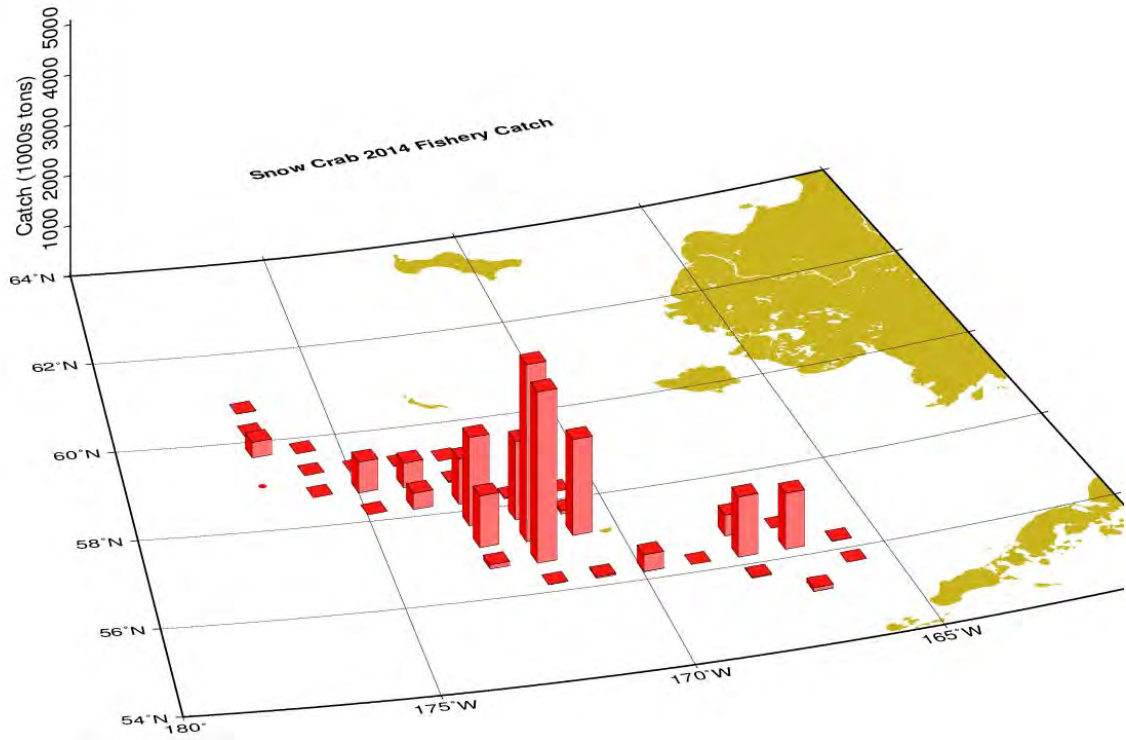 5000
4000
3000
2000
1000
Catch (1000s tons)
Snow Crab 2014 Fishery Catch
64°N
62°N
60°N
58°N
56°N
54°N
180°
175°W
170°W
165°W